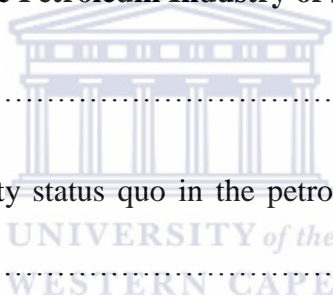 e Petroleum Industry of
..............................................
ty status quo in the petro
UNIVERSITY of the
..............................................
WESTERN CAPE